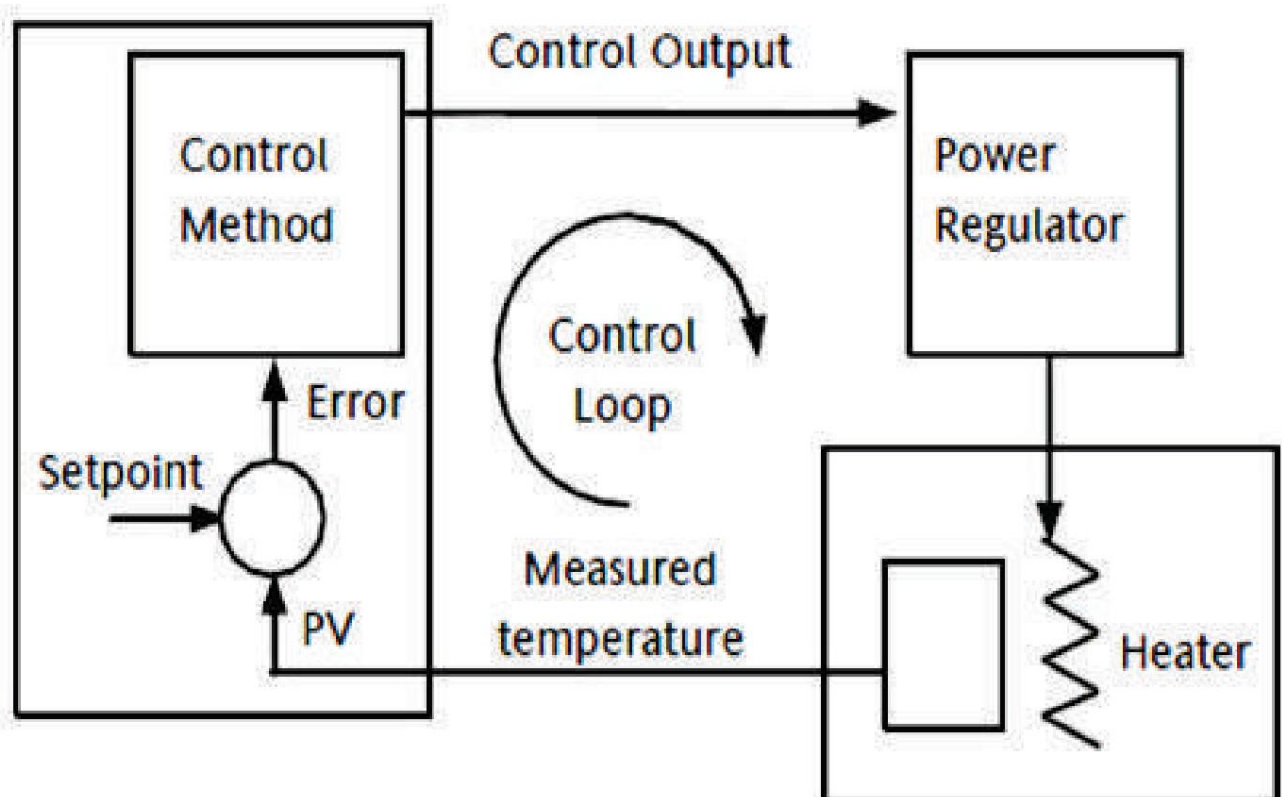 Control Output
Control
Method
Power
Regulator
Control
Loop
Error
Setpoint
PV
Measured
temperature
Heater